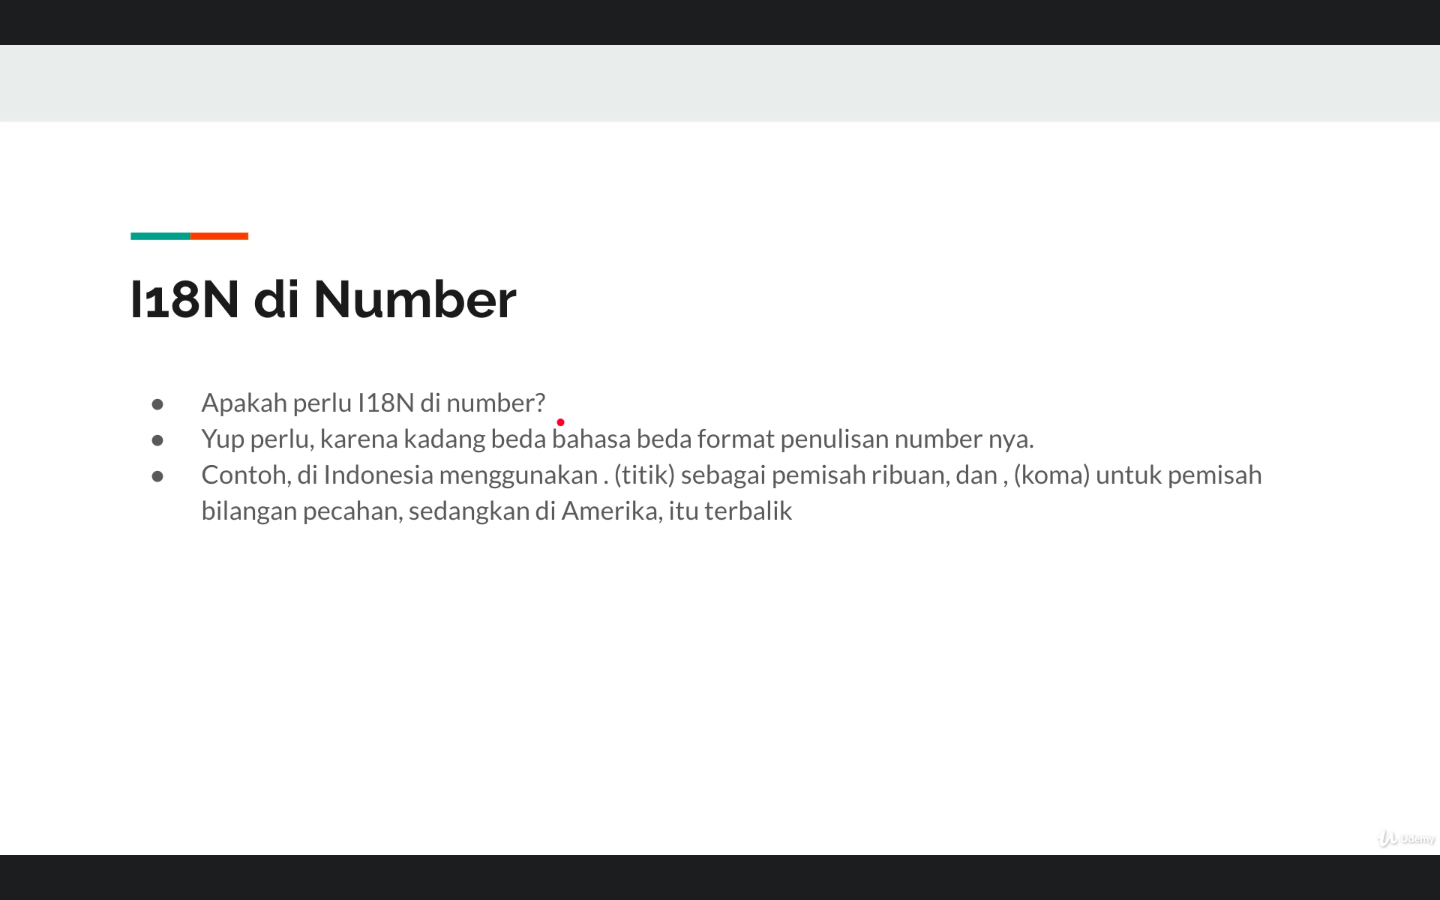 I18N di Number
● Apakah perlu I18N di number?
● Yup perlu, karena kadang beda bahasa beda format penulisan number nya.
● Contoh, di Indonesia menggunakan . (titik) sebagai pemisah ribuan, dan , (koma) untuk pemisah
bilangan pecahan, sedangkan di Amerika, itu terbalik
Udemy